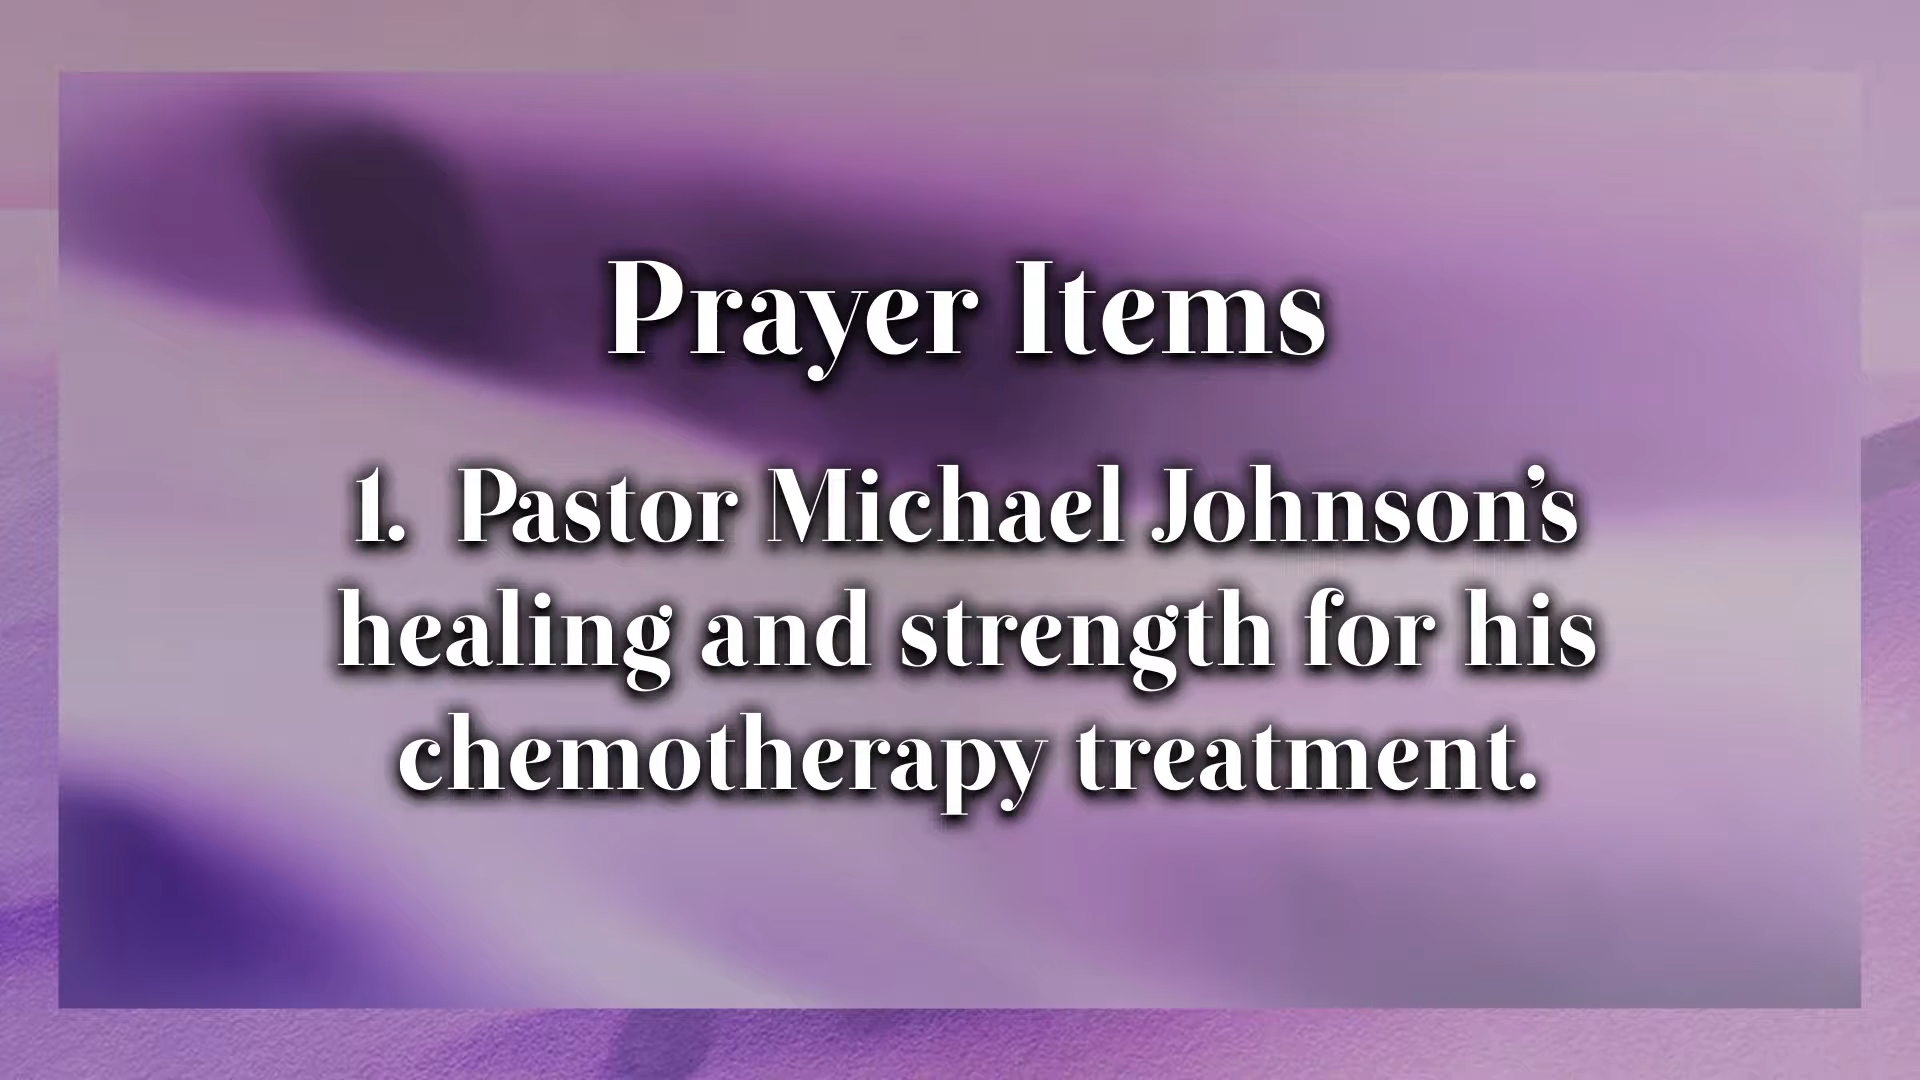 Prayer Items
1. Pastor Michael Johnson’s
healing and strength for his
chemotherapy treatment.